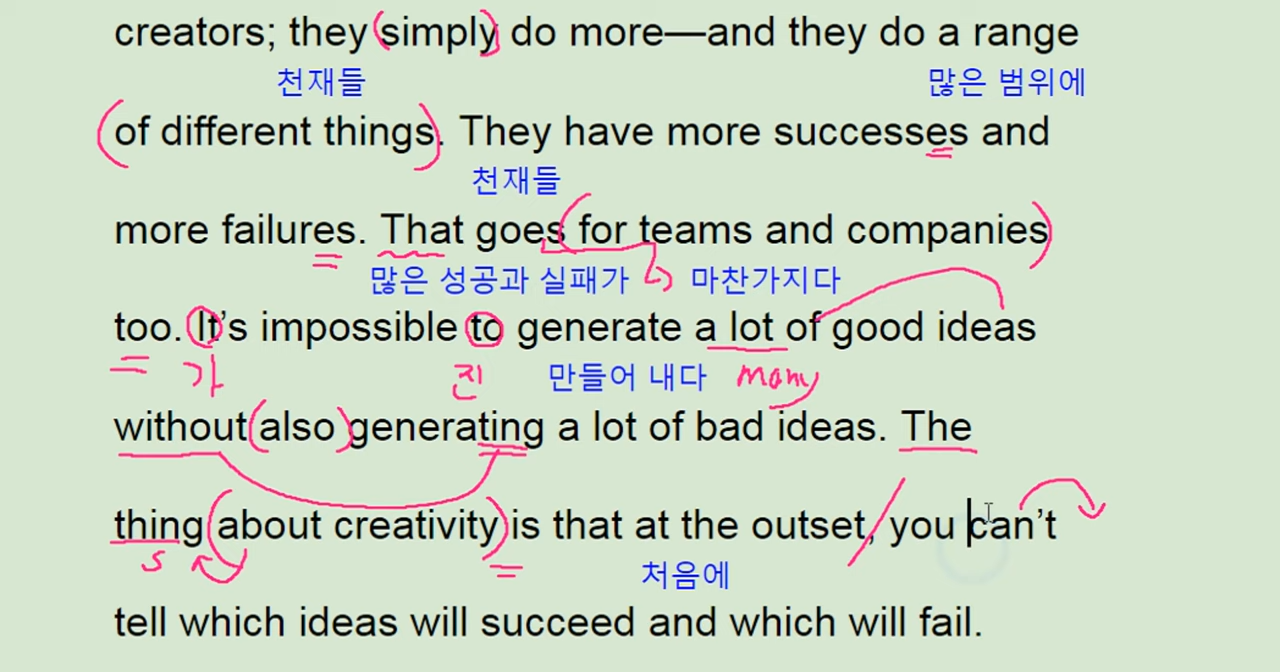 creators; they simply do more—and they do a range
천재들 많은 범위에
of different things. They have more successes and
천재들
more failures. That goes for teams and companies
많은 성공과 실패가 마찬가지다
too. It's impossible to generate a lot of good ideas
가 진 만들어 내다 many
without also generating a lot of bad ideas. The
thing about creativity is that at the outset, you can't
S 처음에
tell which ideas will succeed and which will fail.